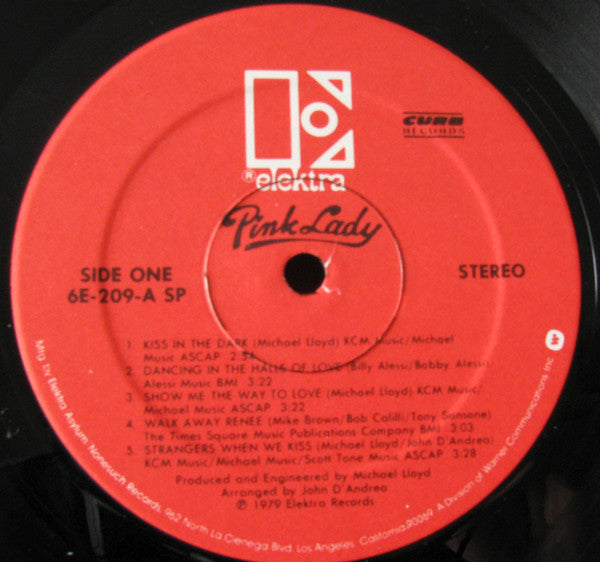 CURB
RECORDS
® elektra
Pink Lady
SIDE ONE
6E-209-A SP
STEREO
1. KISS IN THE DARK (Michael Lloyd) KCM Music/Michael
Music ASCAP 2:54
2. DANCING IN THE HALLS OF LOVE (Billy Alessi/Bobby Alessi)
Alessi Music BMI 3:22
3. SHOW ME THE WAY TO LOVE (Michael Lloyd) KCM Music/
Michael Music ASCAP 3:22
4. WALK AWAY RENEE (Mike Brown/Bob Calilli/Tony Sansone)
The Times Square Music Publications Company BMI 3:03
5. STRANGERS WHEN WE KISS (Michael Lloyd/John D'Andrea)
KCM Music/Michael Music/Scott Tone Music ASCAP 3:28
Produced and Engineered by Michael Lloyd
Arranged by John D'Andrea
℗ 1979 Elektra Records
Mfg by Elektra/Asylum/Nonesuch Records, 962 North La Cienega Blvd. Los Angeles California,90069 A Division of Warner Communications Inc.